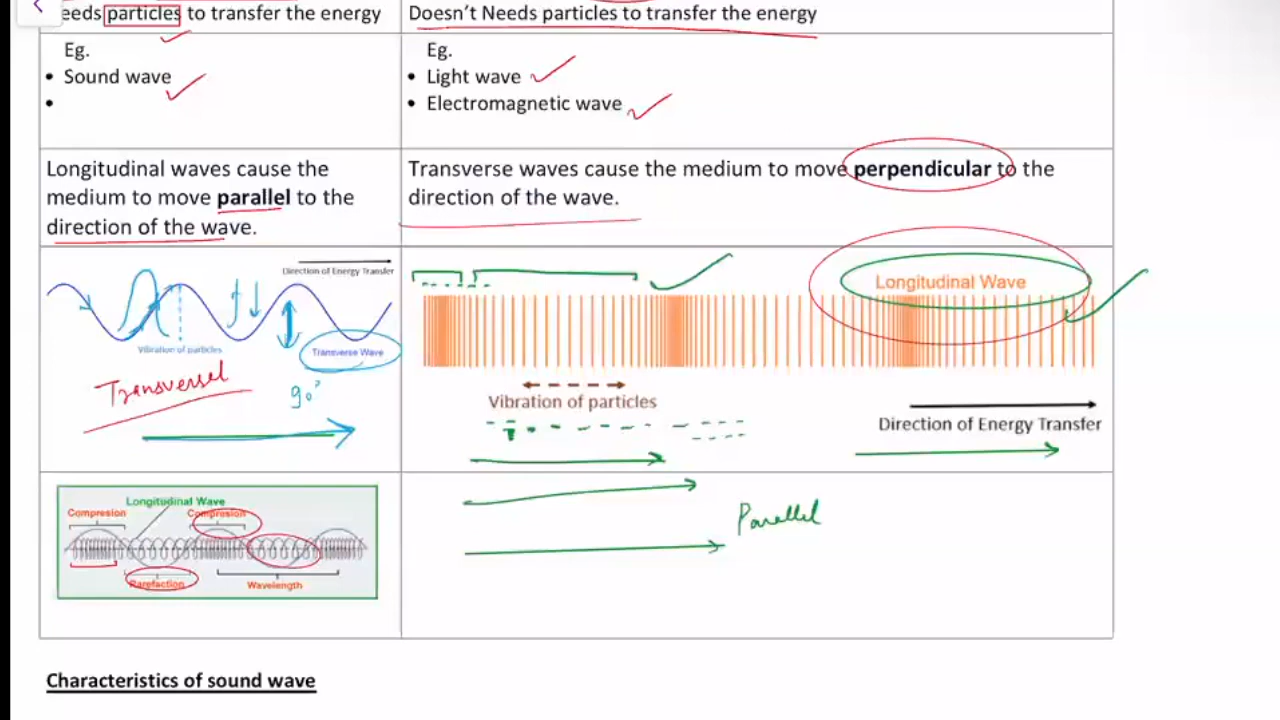 eeds particles to transfer the energy
Doesn't Needs particles to transfer the energy
Eg.
• Sound wave
•
Eg.
• Light wave
• Electromagnetic wave
Longitudinal waves cause the
medium to move parallel to the
direction of the wave.
Transverse waves cause the medium to move perpendicular to the
direction of the wave.
Direction of Energy Transfer
Vibration of particles
Transverse Wave
Transversel
90°
Longitudinal Wave
Vibration of particles
Direction of Energy Transfer
Longitudinal Wave
Compresion
Compresion
Rarefaction
Wavelength
Parallel
Characteristics of sound wave